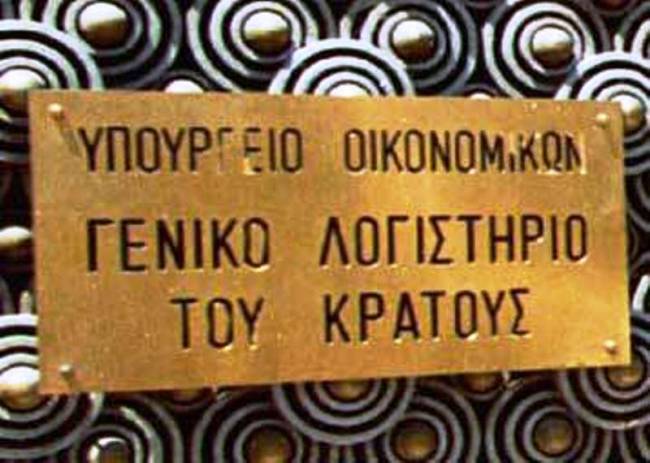 ΥΠΟΥΡΓΕΙΟ ΟΙΚΟΝΟΜΙΚΩΝ
ΓΕΝΙΚΟ ΛΟΓΙΣΤΗΡΙΟ
ΤΟΥ ΚΡΑΤΟΥΣ